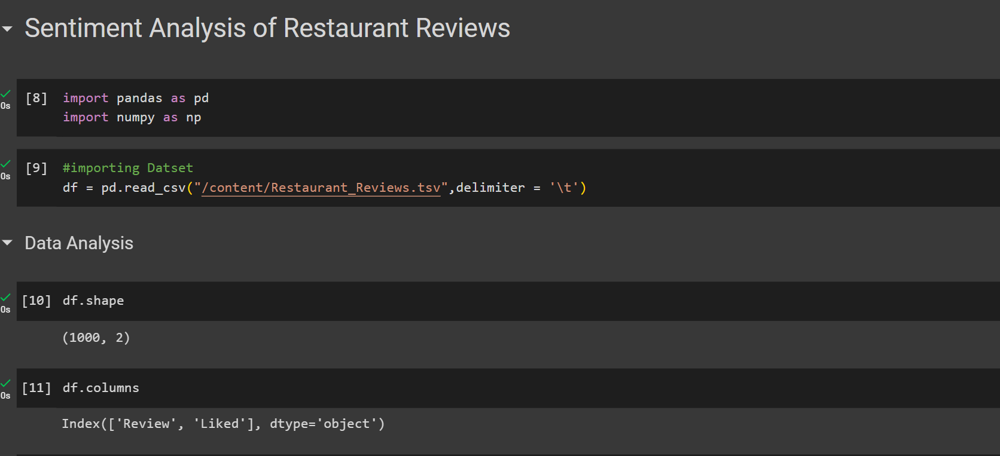 Sentiment Analysis of Restaurant Reviews
0s
[8] import pandas as pd
import numpy as np
0s
[9] #importing Datset
df = pd.read_csv("/content/Restaurant_Reviews.tsv",delimiter = '\t')
Data Analysis
0s
[10] df.shape
(1000, 2)
0s
[11] df.columns
Index(['Review', 'Liked'], dtype='object')